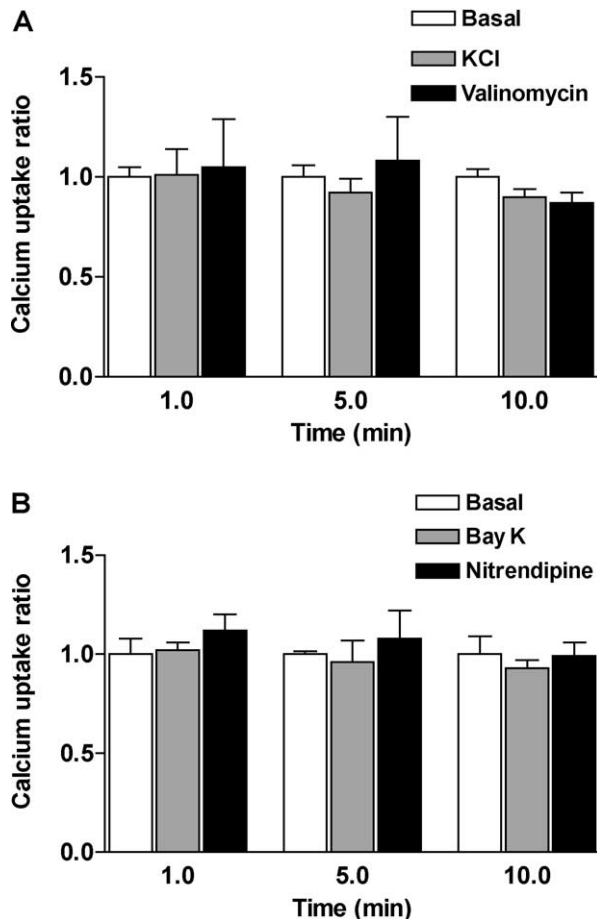 A
Basal
KCl
Valinomycin
Calcium uptake ratio
1.5
1.0
0.5
0.0
1.0 5.0 10.0
Time (min)
B
Basal
Bay K
Nitrendipine
Calcium uptake ratio
1.5
1.0
0.5
0.0
1.0 5.0 10.0
Time (min)